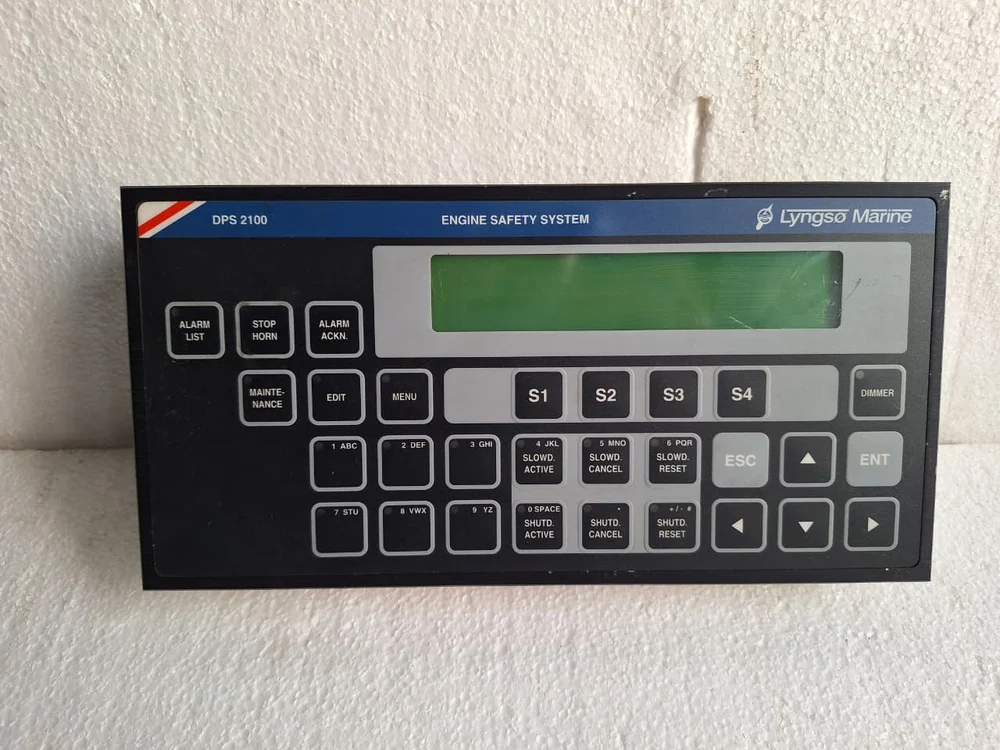 DPS 2100 ENGINE SAFETY SYSTEM Lyngsø Marine
ALARM LIST STOP HORN ALARM ACKN.
MAINTE-NANCE EDIT MENU S1 S2 S3 S4 DIMMER
1 ABC 2 DEF 3 GHI 4 JKL 5 MNO 6 PQR
SLOWD. ACTIVE SLOWD. CANCEL SLOWD. RESET ESC ENT
7 STU 8 VWX 9 YZ 0 SPACE . +/- #
SHUTD. ACTIVE SHUTD. CANCEL SHUTD. RESET